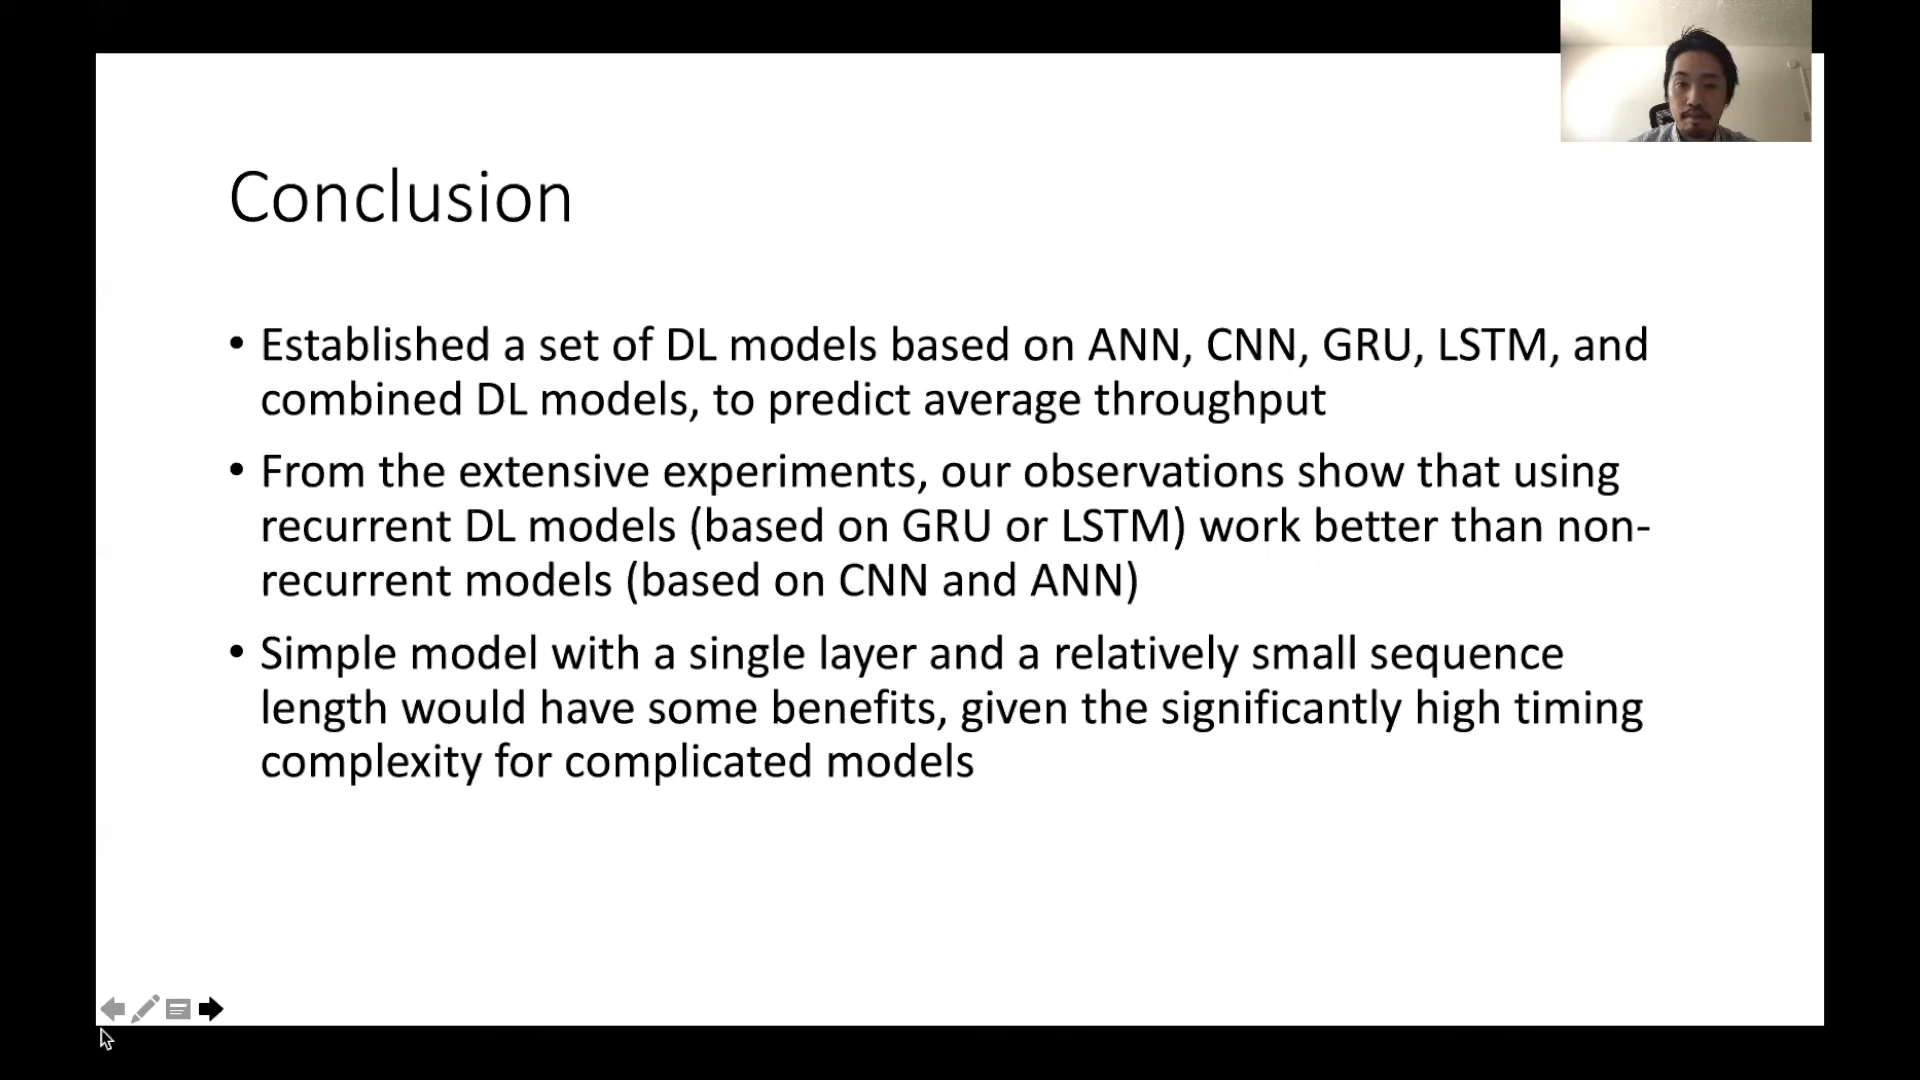 Conclusion
• Established a set of DL models based on ANN, CNN, GRU, LSTM, and
combined DL models, to predict average throughput
• From the extensive experiments, our observations show that using
recurrent DL models (based on GRU or LSTM) work better than non-
recurrent models (based on CNN and ANN)
• Simple model with a single layer and a relatively small sequence
length would have some benefits, given the significantly high timing
complexity for complicated models